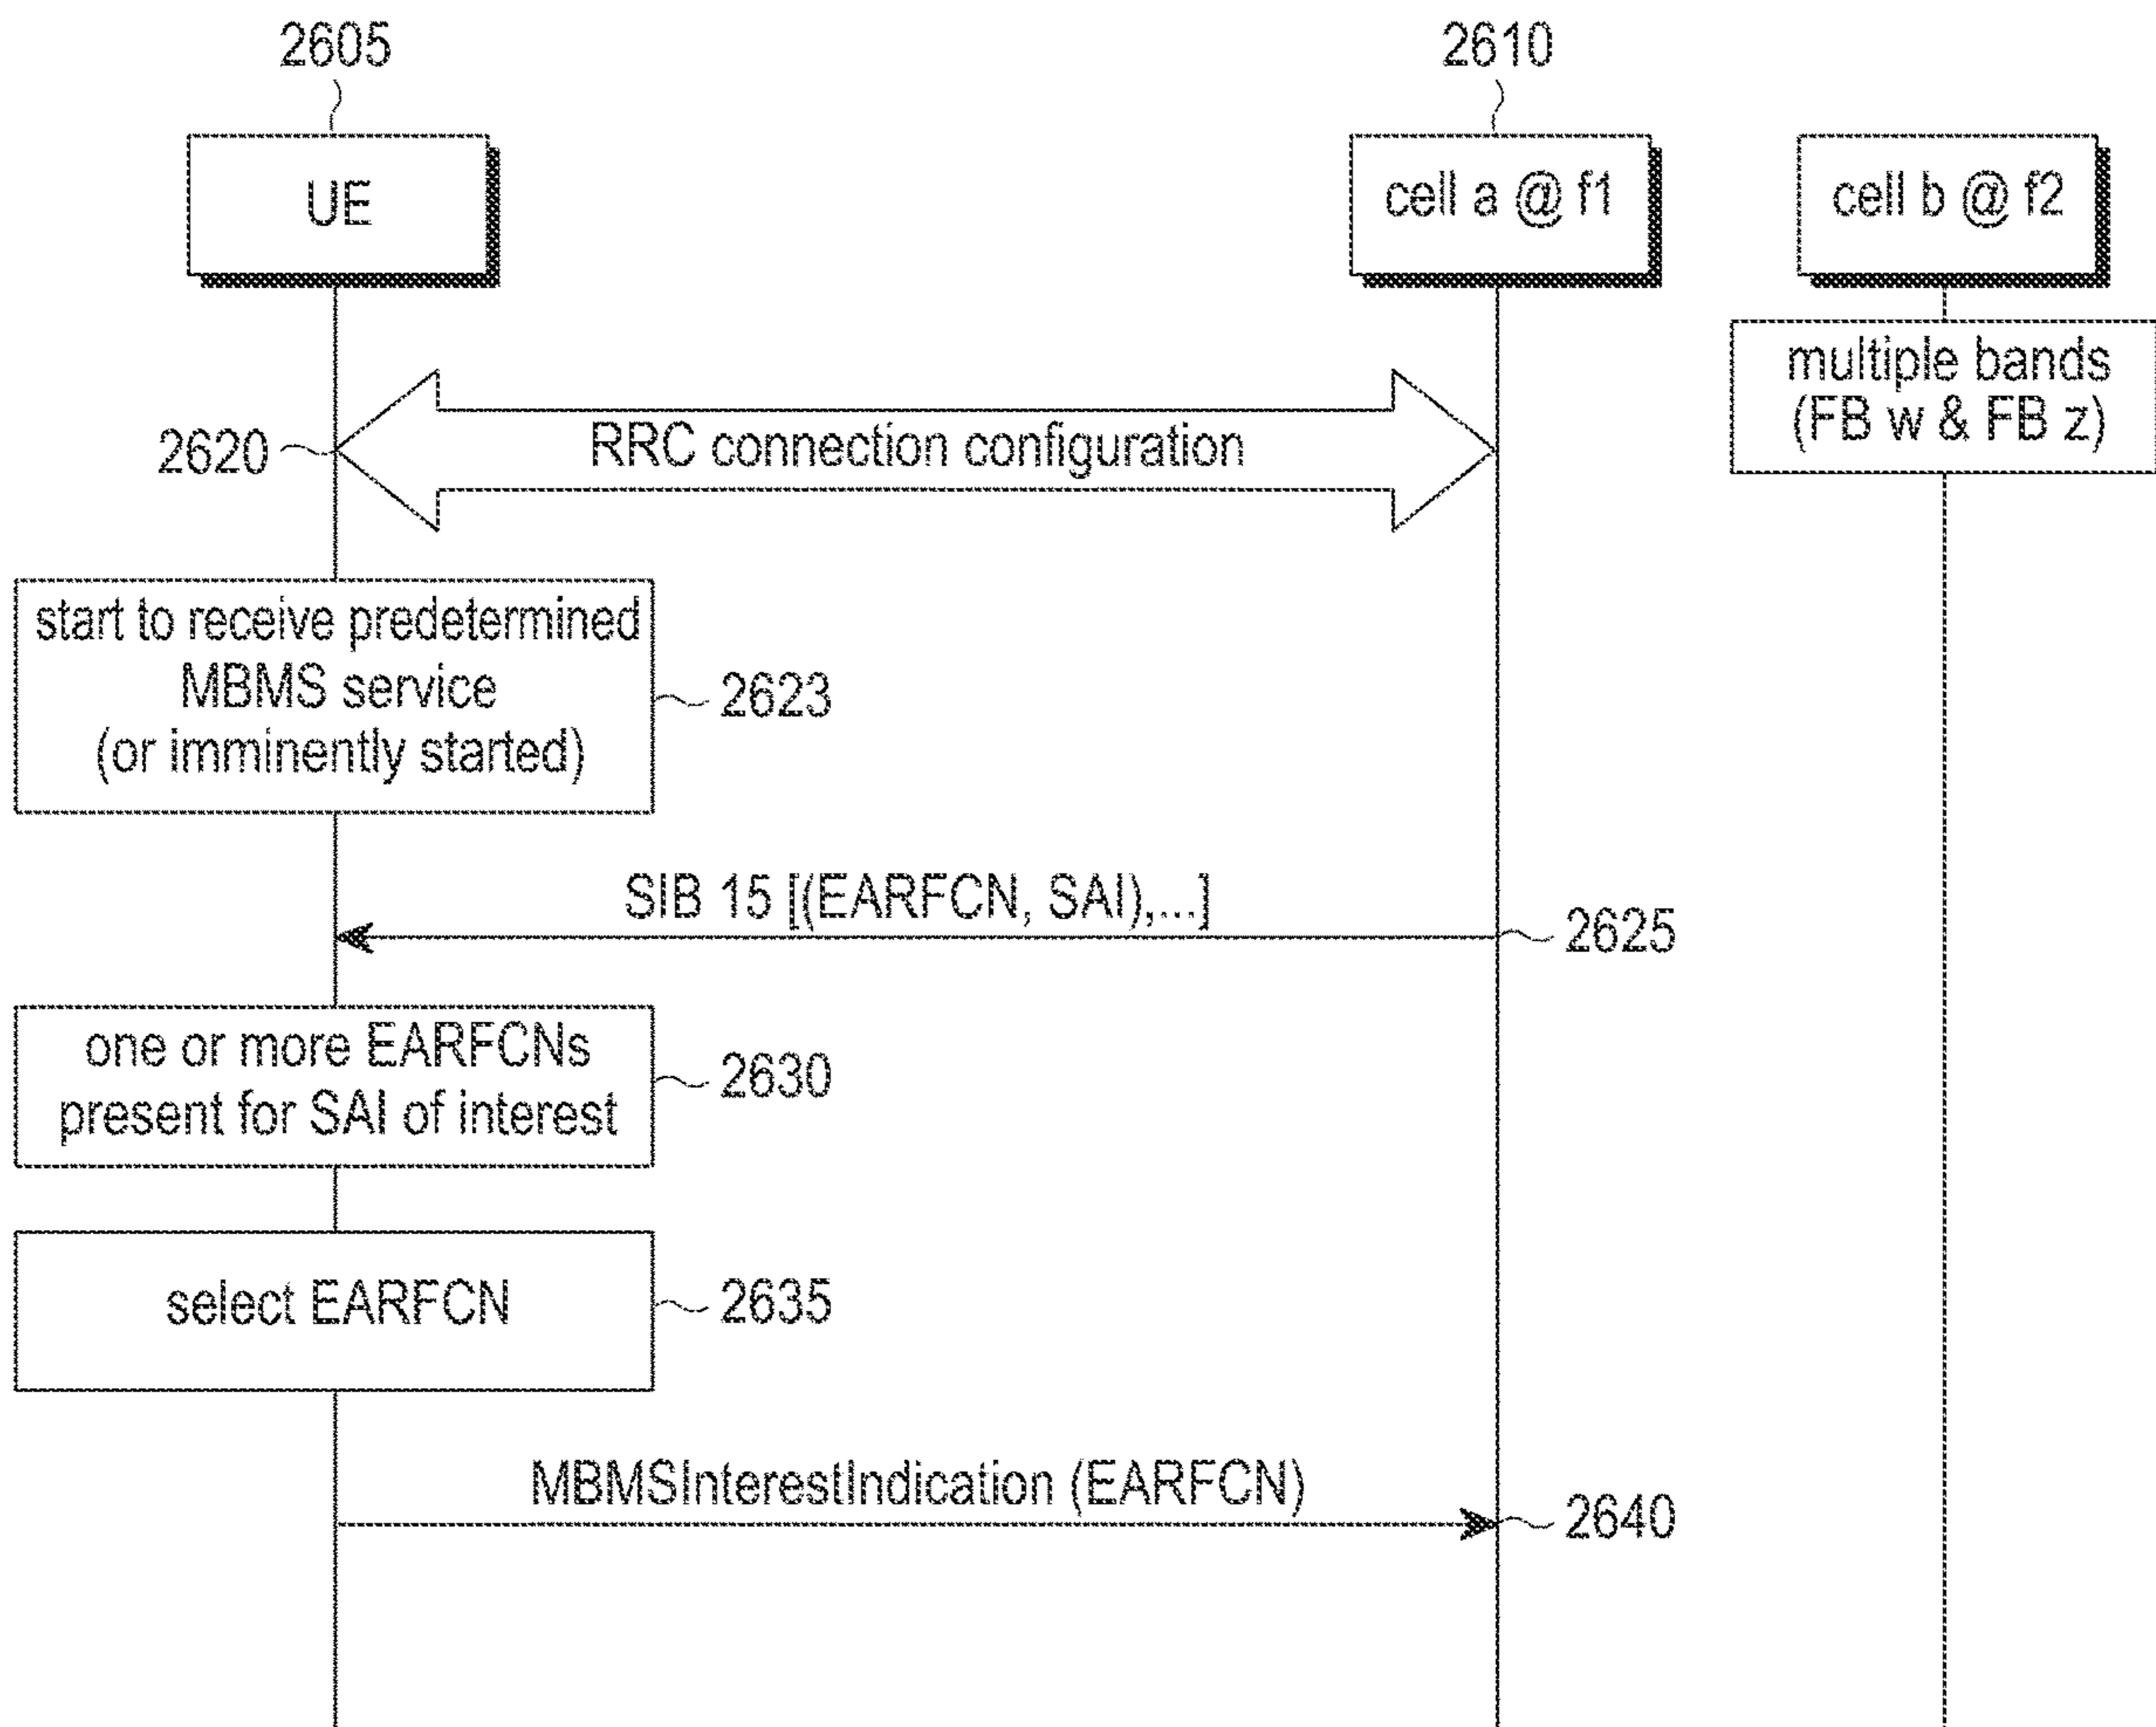 2605
2610
UE
cell a @ f1
cell b @ f2
multiple bands
(FB w & FB z)
RRC connection configuration
2620
start to receive predetermined
MBMS service
(or imminently started)
2623
SIB 15 [(EARFCN, SAI),...]
2625
one or more EARFCNs
present for SAI of interest
2630
select EARFCN
2635
MBMSInterestIndication (EARFCN)
2640